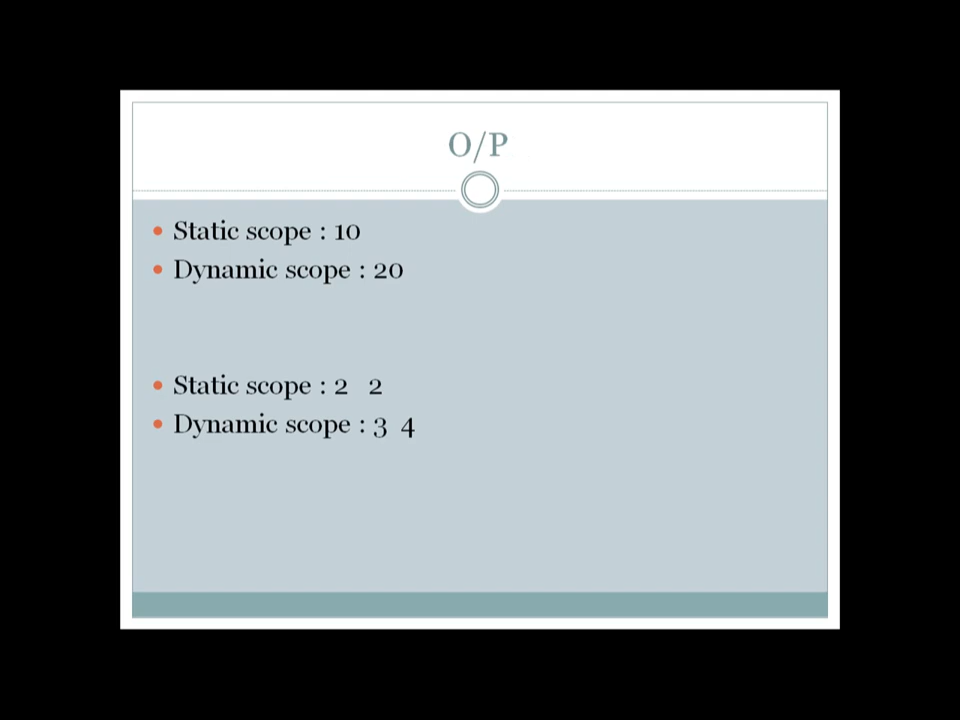 O/P
• Static scope : 10
• Dynamic scope : 20
• Static scope : 2 2
• Dynamic scope : 3 4